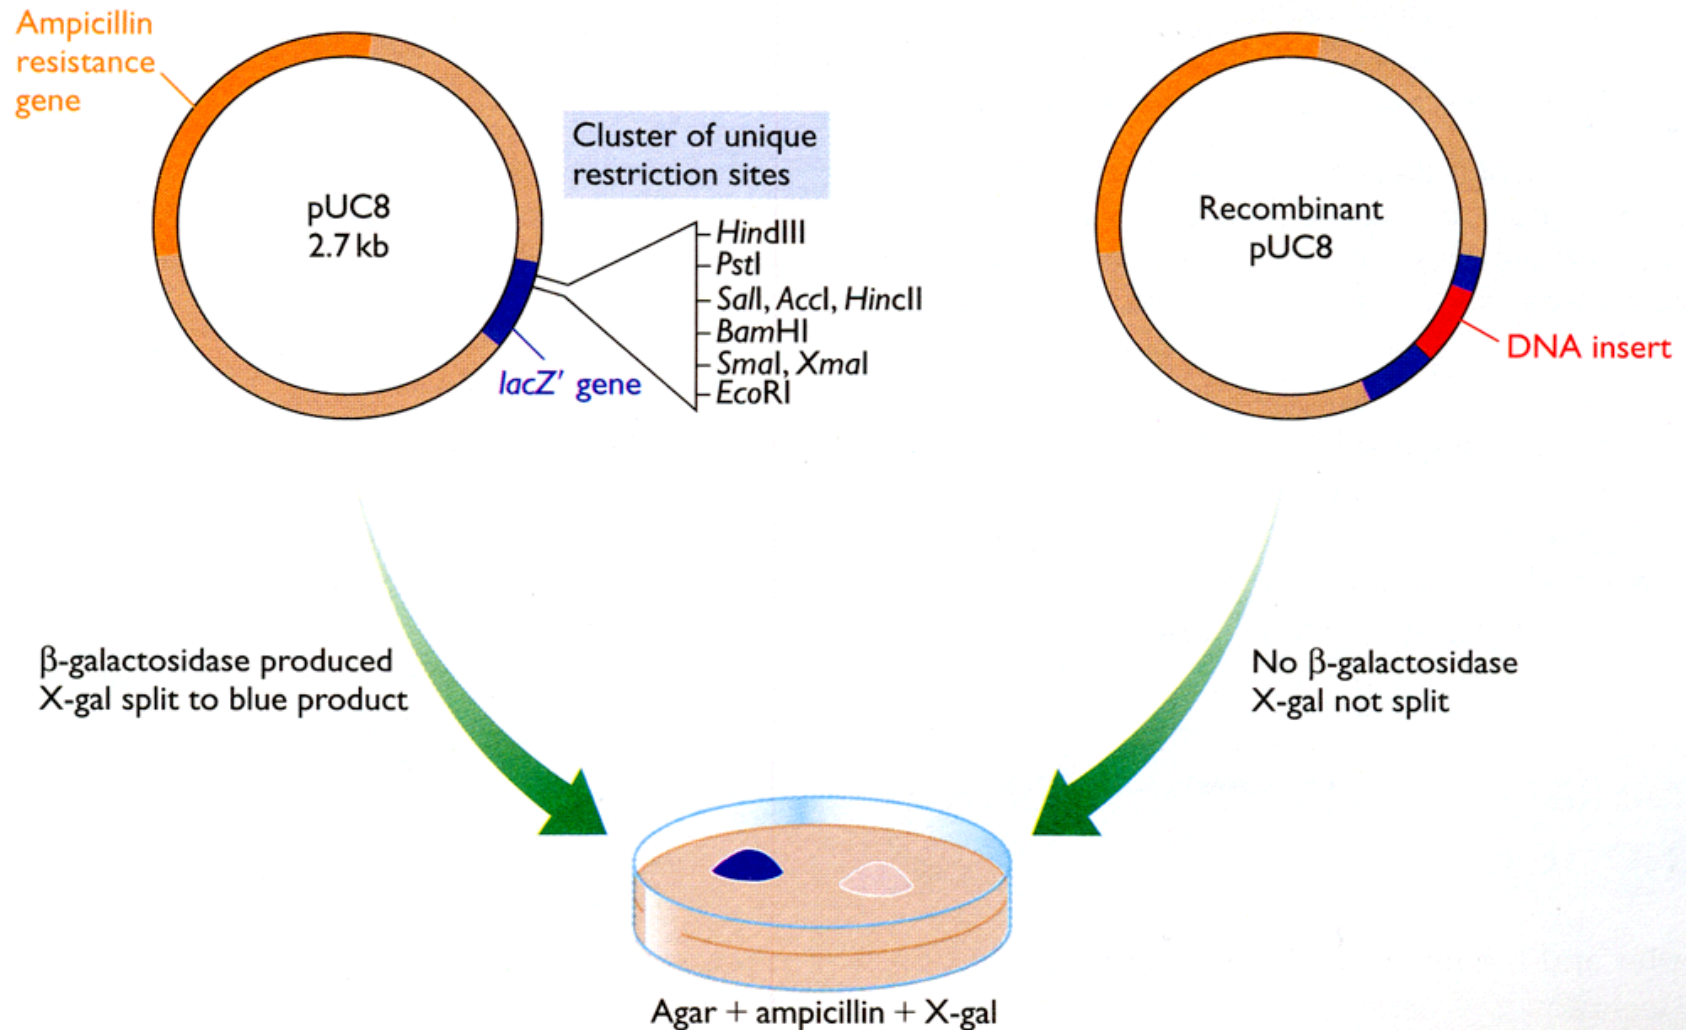 Ampicillin
resistance
gene
pUC8
2.7 kb
Cluster of unique
restriction sites
HindIII
PstI
SalI, AccI, HincII
BamHI
SmaI, XmaI
EcoRI
lacZ′ gene
Recombinant
pUC8
DNA insert
β-galactosidase produced
X-gal split to blue product
No β-galactosidase
X-gal not split
Agar + ampicillin + X-gal